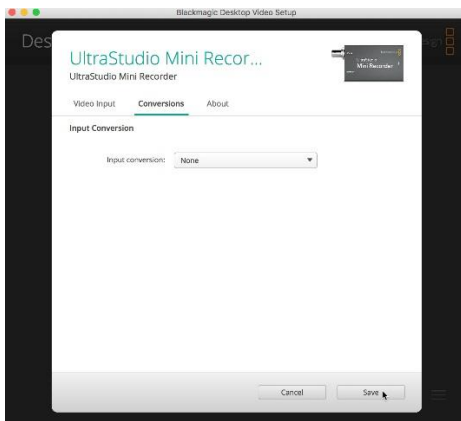 Blackmagic Desktop Video Setup
Des
UltraStudio Mini Recor...
UltraStudio Mini Recorder
Mini Recorder
Video Input Conversions About
Input Conversion
Input conversion: None
Cancel Save